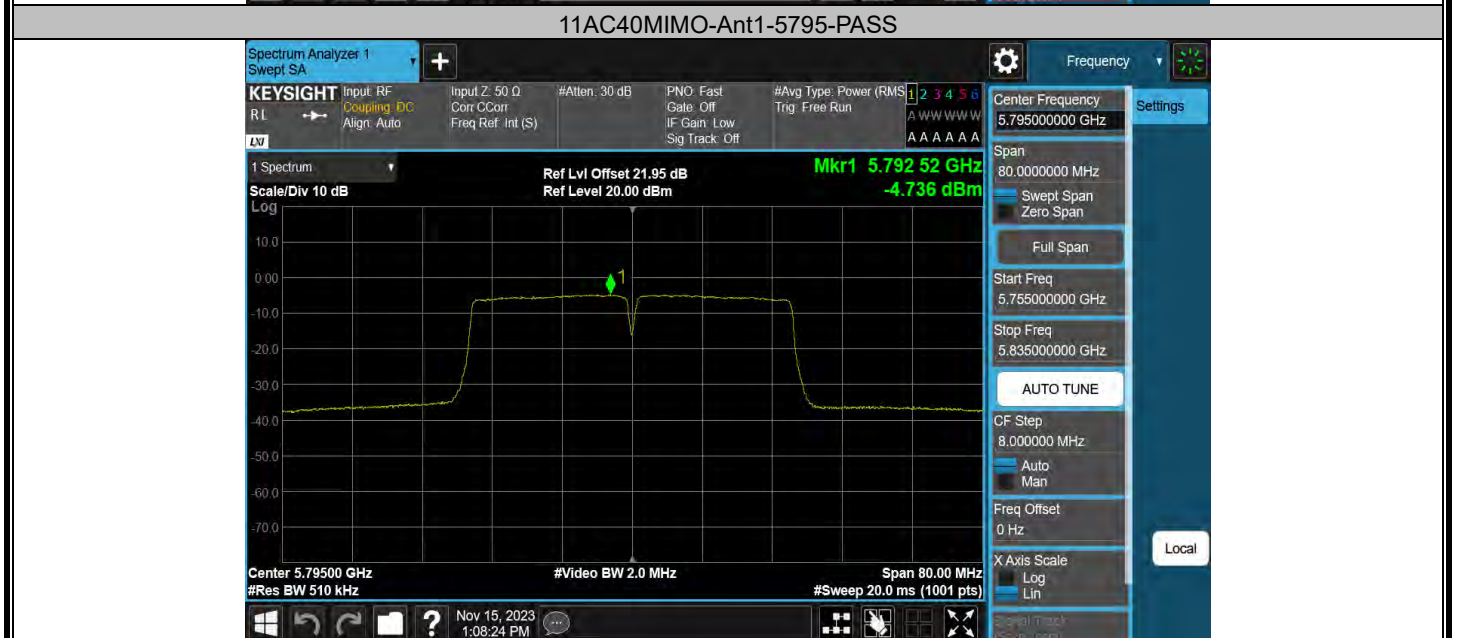 11AC40MIMO-Ant1-5795-PASS
Spectrum Analyzer 1
Swept SA
+
Frequency
KEYSIGHT
RL
LXI
Input: RF
Coupling: DC
Align: Auto
Input Z: 50 Ω
Corr CCorr
Freq Ref: Int (S)
#Atten: 30 dB
PNO: Fast
Gate: Off
IF Gain: Low
Sig Track: Off
#Avg Type: Power (RMS
Trig: Free Run
1 2 3 4 5 6
A W W W W W
A A A A A A
1 Spectrum
Scale/Div 10 dB
Ref Lvl Offset 21.95 dB
Ref Level 20.00 dBm
Mkr1 5.792 52 GHz
-4.736 dBm
Log
10.0
0.00
-10.0
-20.0
-30.0
-40.0
-50.0
-60.0
-70.0
1
Center 5.79500 GHz
#Res BW 510 kHz
#Video BW 2.0 MHz
Span 80.00 MHz
#Sweep 20.0 ms (1001 pts)
Center Frequency
5.795000000 GHz
Settings
Span
80.0000000 MHz
Swept Span
Zero Span
Full Span
Start Freq
5.755000000 GHz
Stop Freq
5.835000000 GHz
AUTO TUNE
CF Step
8.000000 MHz
Auto
Man
Freq Offset
0 Hz
X Axis Scale
Log
Lin
Signal Track
Local
?
Nov 15, 2023
1:08:24 PM